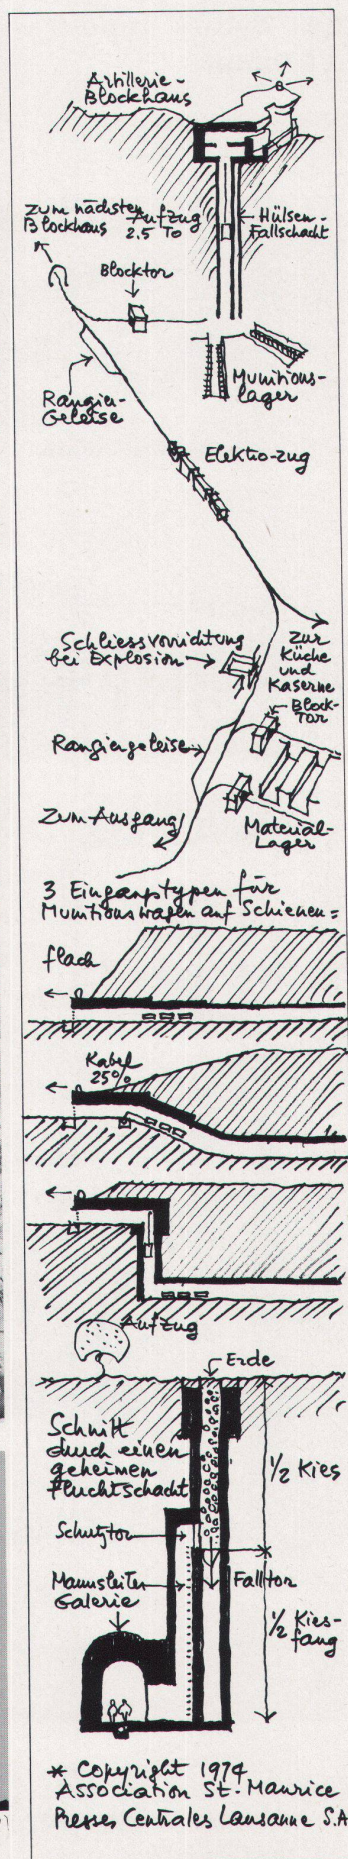 Artillerie-
Blockhaus
zum nächsten
Blockhaus
Aufzug
2.5 To
Hülsen-
Fallschacht
Blocktor
Rangier-
Geleise
Munitions-
lager
Elektro-zug
Schliessvorrichtung
bei Explosion
zur
Küche
und
Kaserne
Block-
Tor
Rangiergeleise
Zum Ausgang
Material-
Lager
3 Eingangstypen für
Munitionswagen auf Schienen =
flach
Kabel
25%
Aufzug
Erde
Schnitt
durch einen
geheimen
Fluchtschacht
1/2 Kies
Schutztor
Mannsleiter
Galerie
Falltor
1/2 Kies-
fang
* Copyright 1974
Association St-Maurice
Presses Centrales Lausanne S.A